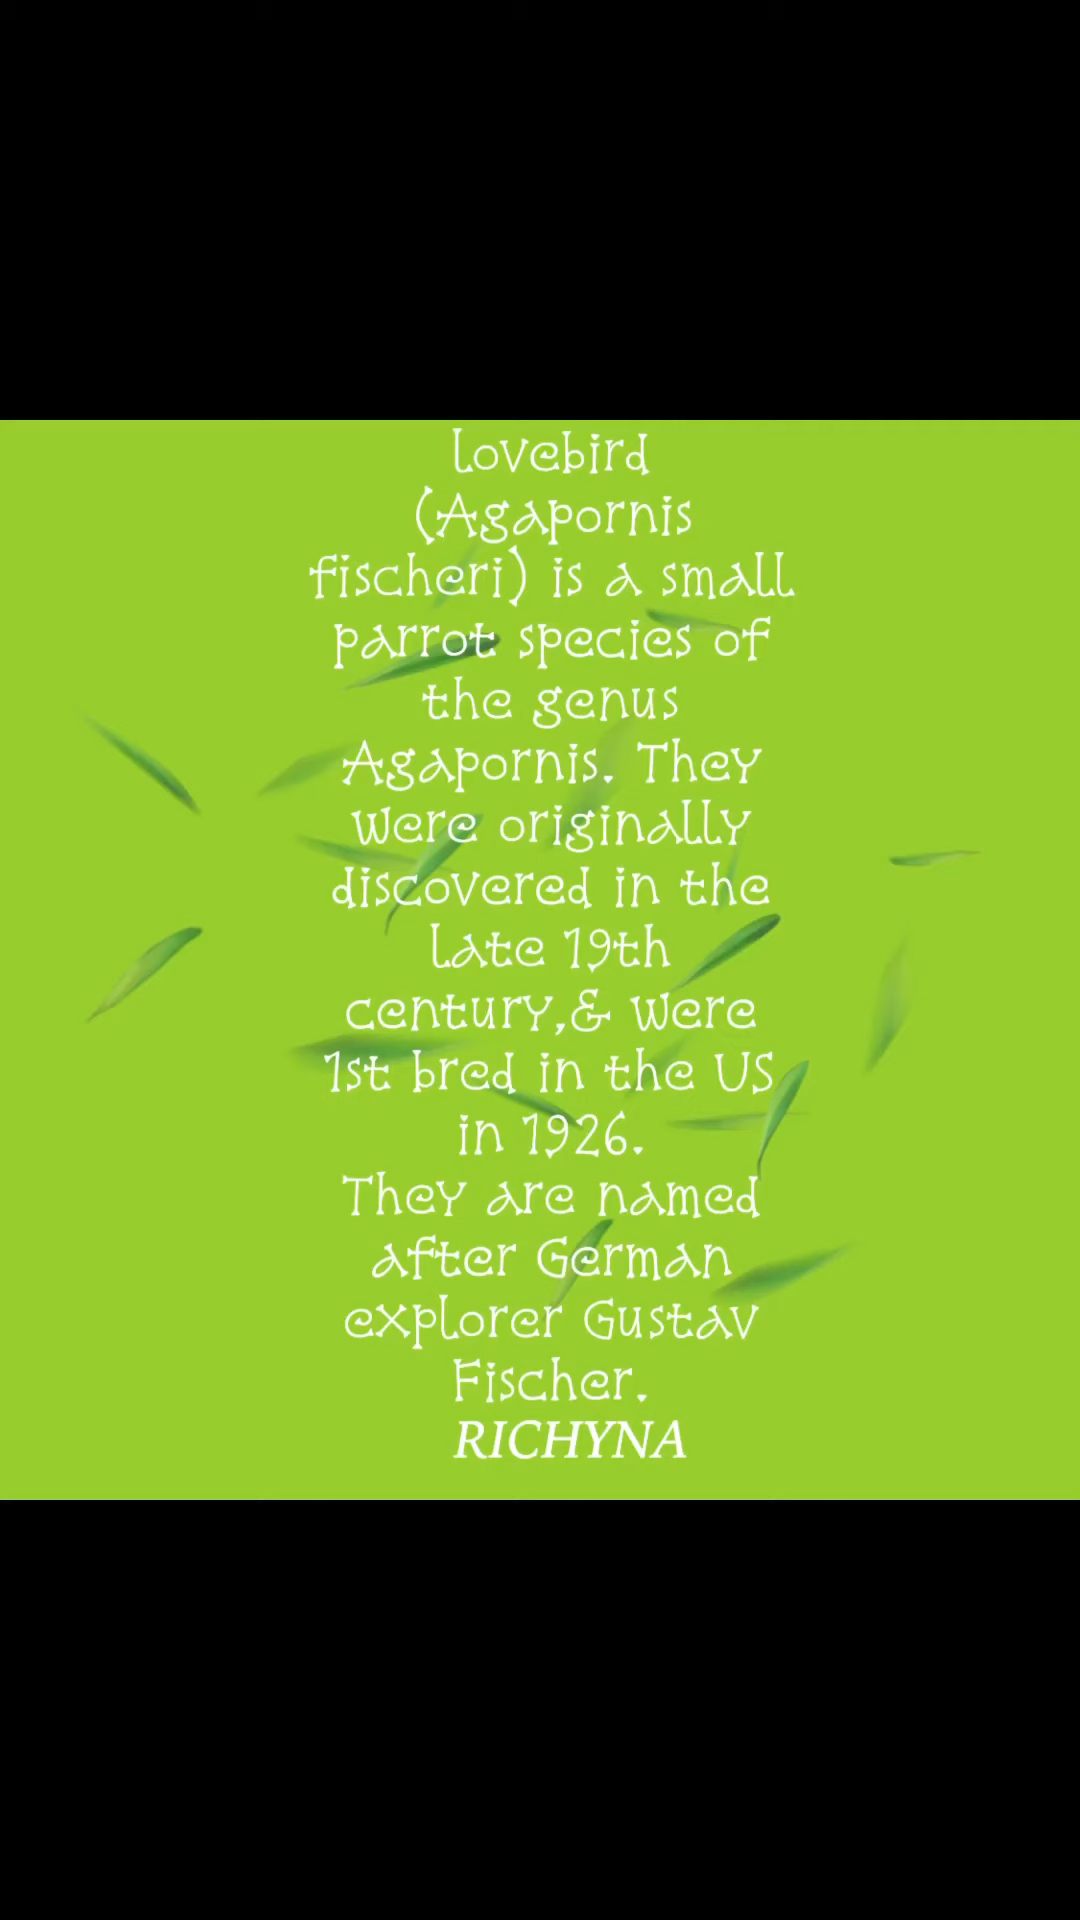 Lovebird
(Agapornis
fischeri) is a small
parrot species of
the genus
Agapornis. They
were originally
discovered in the
late 19th
century,& were
1st bred in the US
in 1926.
They are named
after German
explorer Gustav
Fischer.
RICHYNA